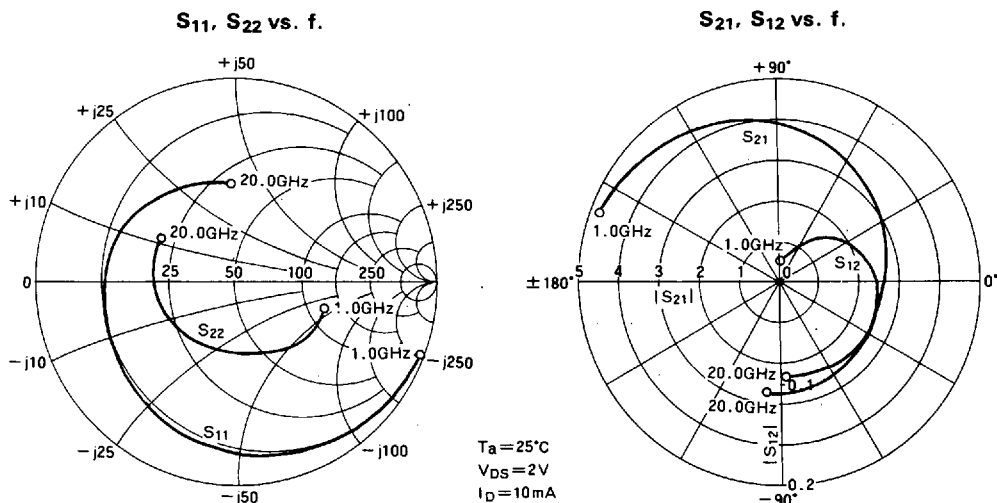 S11, S22 vs. f.
+j50
+j25
+j100
+j10
+j250
20.0GHz
20.0GHz
0
25
50
100
250
∞
1.0GHz
S22
1.0GHz
-j10
-j250
S11
-j25
-j100
-j50
Ta=25°C
VDS=2V
ID=10mA
S21, S12 vs. f.
+90°
S21
1.0GHz
1.0GHz
S12
±180°
5
4
3
2
1
0
0°
|S21|
20.0GHz
0.1
20.0GHz
|S12|
0.2
-90°